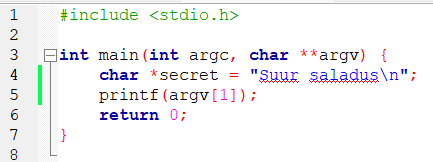 1 #include <stdio.h>
2
3 int main(int argc, char **argv) {
4 char *secret = "Suur saladus\n";
5 printf(argv[1]);
6 return 0;
7 }
8